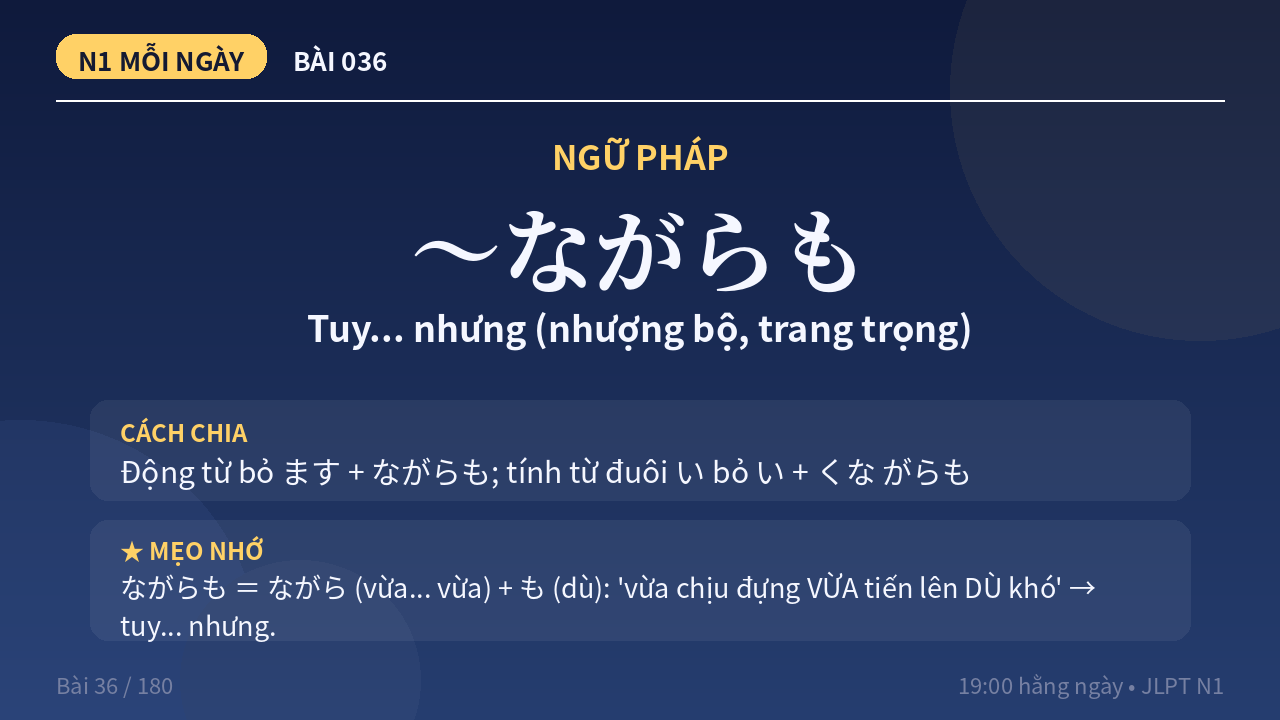 N1 MỖI NGÀY
BÀI 036
NGỮ PHÁP
～ながらも
Tuy... nhưng (nhượng bộ, trang trọng)
CÁCH CHIA
Động từ bỏ ます + ながらも; tính từ đuôi い bỏ い + くな がらも
★ MẸO NHỚ
ながらも ＝ ながら (vừa... vừa) + も (dù): 'vừa chịu đựng VỪA tiến lên DÙ khó' →
tuy... nhưng.
Bài 36 / 180
19:00 hằng ngày • JLPT N1